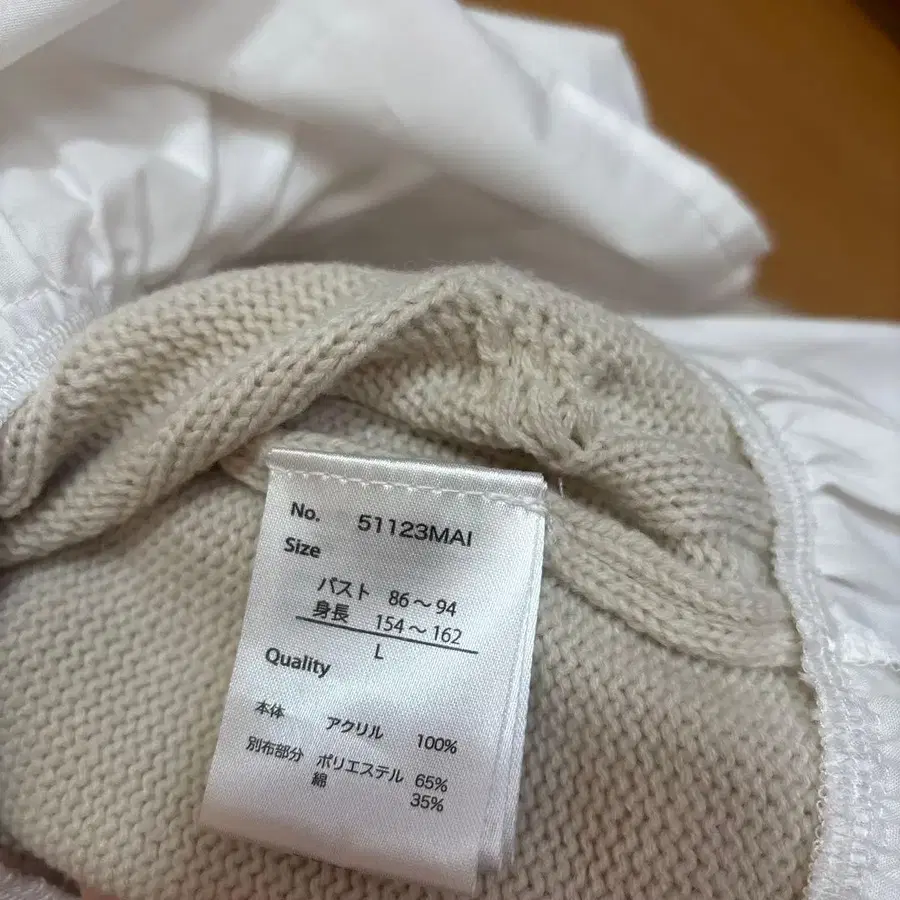 No. 51123MAI
Size
バスト 86～94
身長 154～162
L
Quality
本体 アクリル 100%
別布部分 ポリエステル 65%
綿 35%